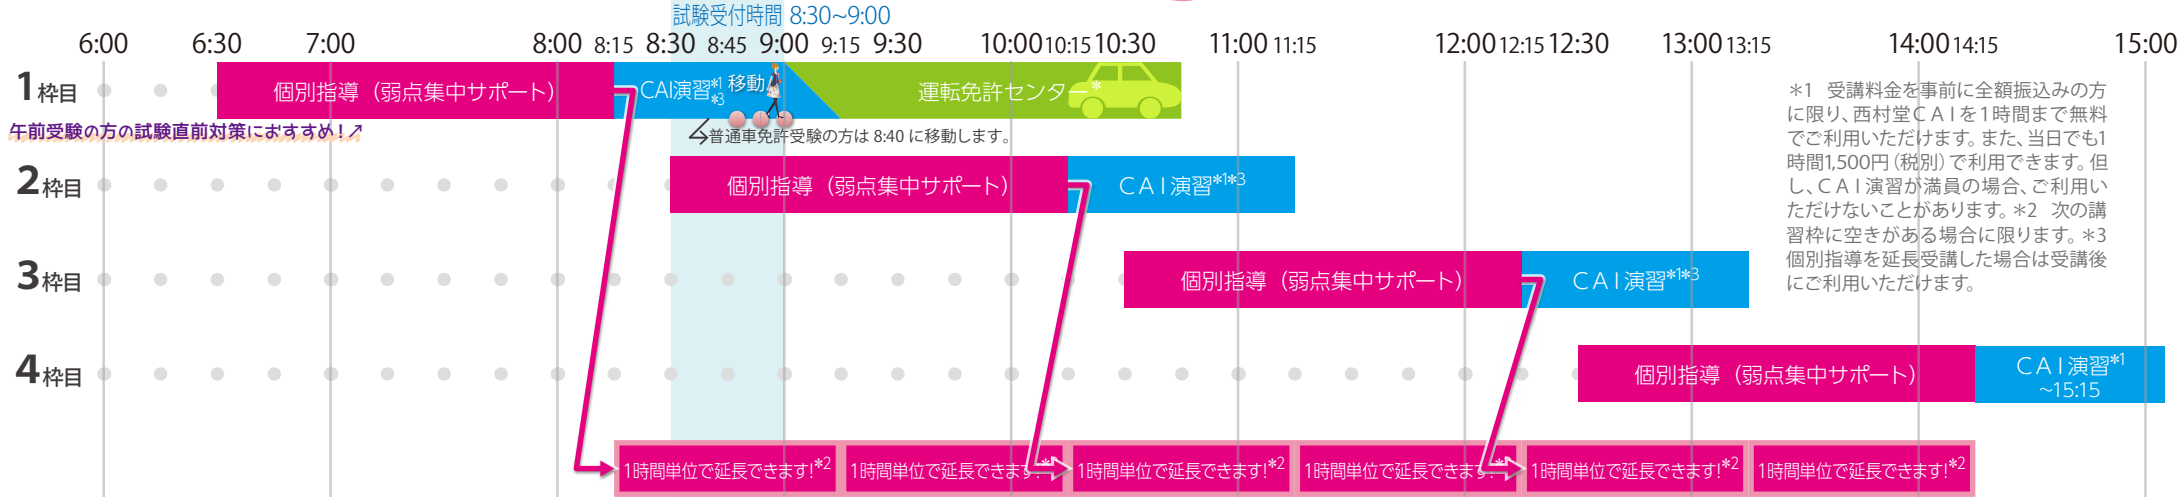 試験受付時間 8:30~9:00
6:00 6:30 7:00 8:00 8:15 8:30 8:45 9:00 9:15 9:30 10:00 10:15 10:30 11:00 11:15 12:00 12:15 12:30 13:00 13:15 14:00 14:15 15:00
1枠目 個別指導（弱点集中サポート） CAI演習*1*3 移動 運転免許センター*
午前受験の方の試験直前対策におすすめ！↗
普通車免許受験の方は 8:40 に移動します。
2枠目 個別指導（弱点集中サポート） CAI演習*1*3
3枠目 個別指導（弱点集中サポート） CAI演習*1*3
4枠目 個別指導（弱点集中サポート） CAI演習*1
~15:15
1時間単位で延長できます!*2 1時間単位で延長できます! 1時間単位で延長できます!*2 1時間単位で延長できます! 1時間単位で延長できます!*2 1時間単位で延長できます!*2
＊1 受講料金を事前に全額振込みの方
に限り、西村堂CAIを1時間まで無料
でご利用いただけます。また、当日でも1
時間1,500円（税別）で利用できます。但
し、CAI演習が満員の場合、ご利用い
ただけないことがあります。＊2 次の講
習枠に空きがある場合に限ります。＊3
個別指導を延長受講した場合は受講後
にご利用いただけます。